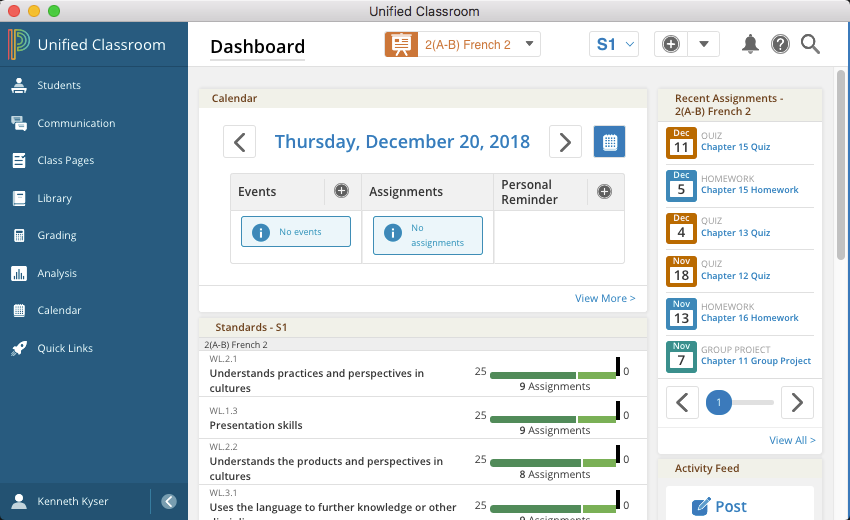 Unified Classroom
Unified Classroom
Students
Communication
Class Pages
Library
Grading
Analysis
Calendar
Quick Links
Kenneth Kyser
Dashboard
2(A-B) French 2
S1
Calendar
Thursday, December 20, 2018
Events
Assignments
Personal
Reminder
No events
No
assignments
View More >
Standards - S1
2(A-B) French 2
WL.2.1
Understands practices and perspectives in
cultures
25
0
9 Assignments
WL.1.3
Presentation skills
25
0
9 Assignments
WL.2.2
Understands the products and perspectives in
cultures
25
0
8 Assignments
WL.3.1
Uses the language to further knowledge or other
25
0
9 Assignments
Recent Assignments -
2(A-B) French 2
Dec
11
QUIZ
Chapter 15 Quiz
Dec
5
HOMEWORK
Chapter 15 Homework
Dec
4
QUIZ
Chapter 13 Quiz
Nov
18
QUIZ
Chapter 12 Quiz
Nov
13
HOMEWORK
Chapter 16 Homework
Nov
7
GROUP PROJECT
Chapter 11 Group Project
1
View All >
Activity Feed
Post